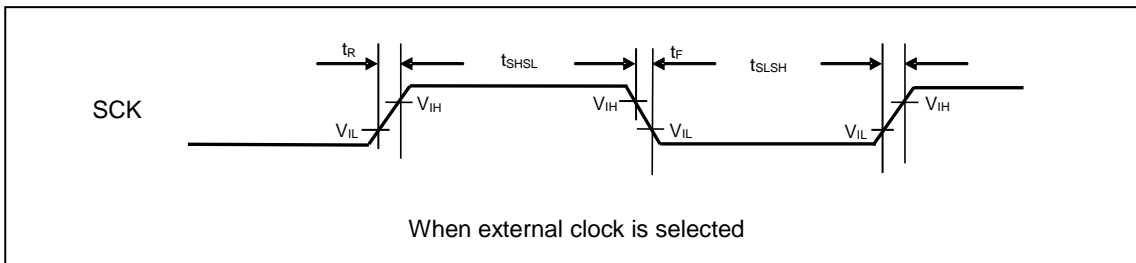 tR tSHSL tF tSLSH
SCK VIL VIH VIH VIL VIL VIH
When external clock is selected